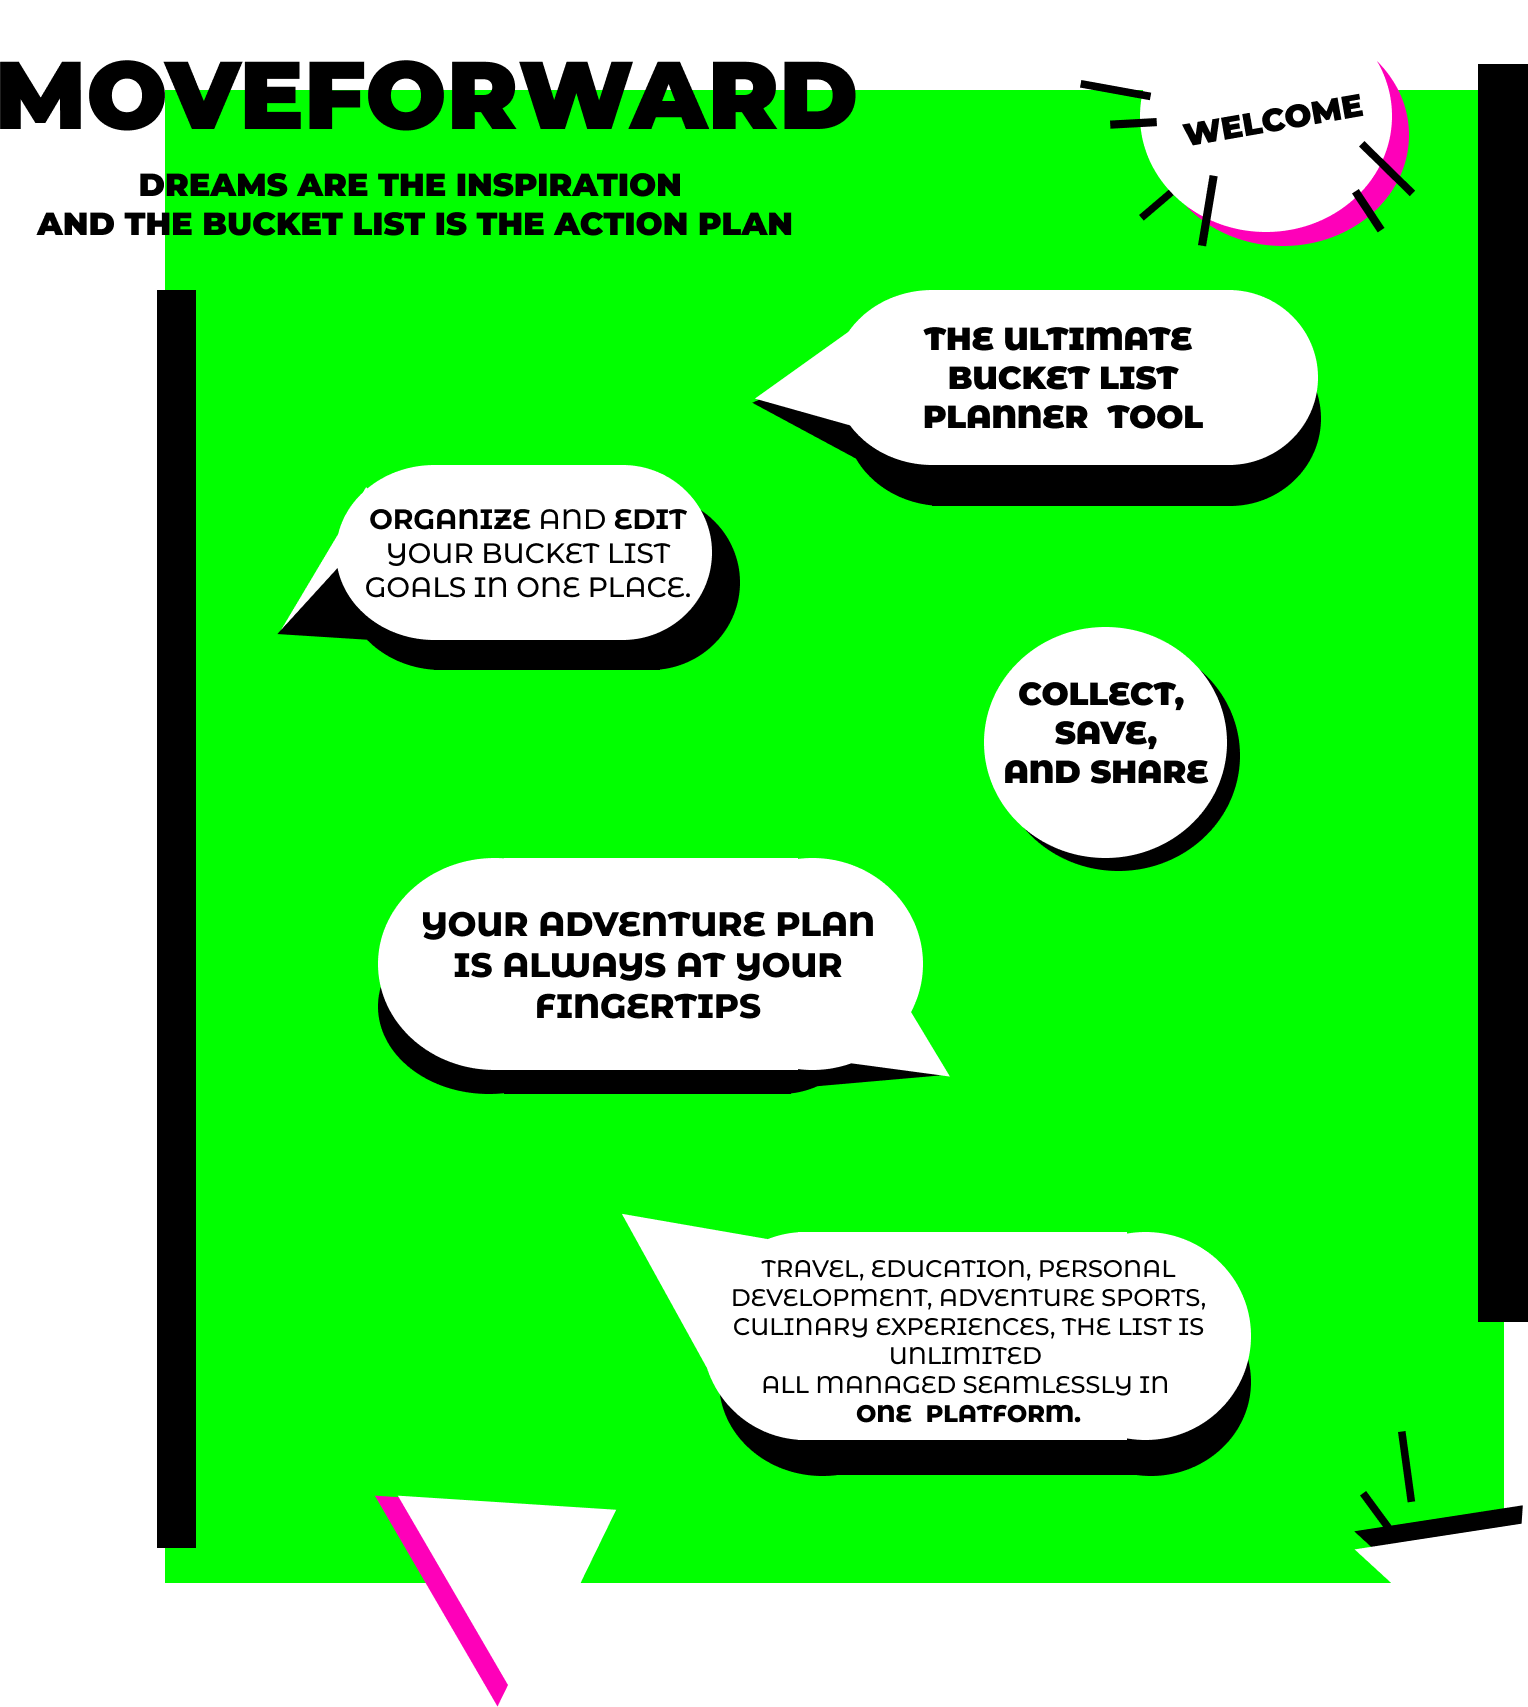 MOVEFORWARD
DREAMS ARE THE INSPIRATION
AND THE BUCKET LIST IS THE ACTION PLAN
WELCOME
THE ULTIMATE
BUCKET LIST
PLANNER TOOL
ORGANIZE AND EDIT
YOUR BUCKET LIST
GOALS IN ONE PLACE.
COLLECT,
SAVE,
AND SHARE
YOUR ADVENTURE PLAN
IS ALWAYS AT YOUR
FINGERTIPS
TRAVEL, EDUCATION, PERSONAL
DEVELOPMENT, ADVENTURE SPORTS,
CULINARY EXPERIENCES, THE LIST IS
UNLIMITED
ALL MANAGED SEAMLESSLY IN
ONE PLATFORM.